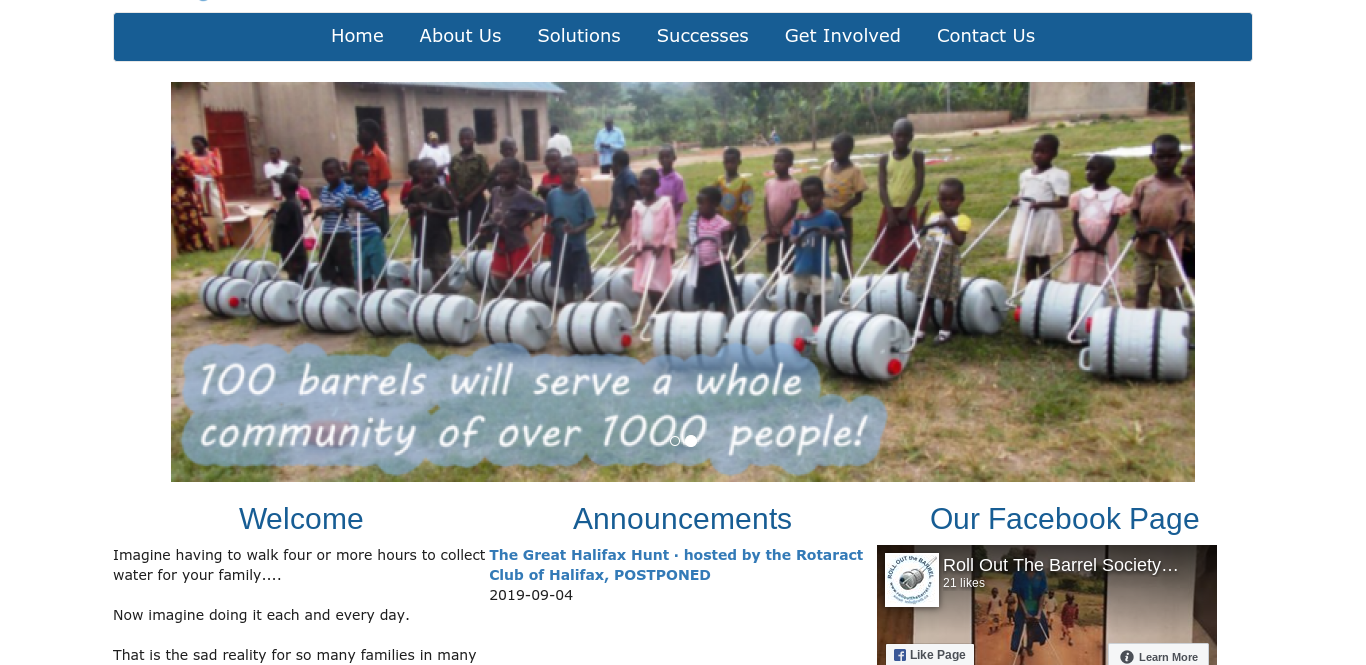 Home About Us Solutions Successes Get Involved Contact Us
100 barrels will serve a whole
community of over 1000 people!
Welcome
Imagine having to walk four or more hours to collect
water for your family….
Now imagine doing it each and every day.
That is the sad reality for so many families in many
Announcements
The Great Halifax Hunt · hosted by the Rotaract
Club of Halifax, POSTPONED
2019-09-04
Our Facebook Page
ROLL OUT the BARREL
Roll Out The Barrel Society…
21 likes
Like Page
Learn More